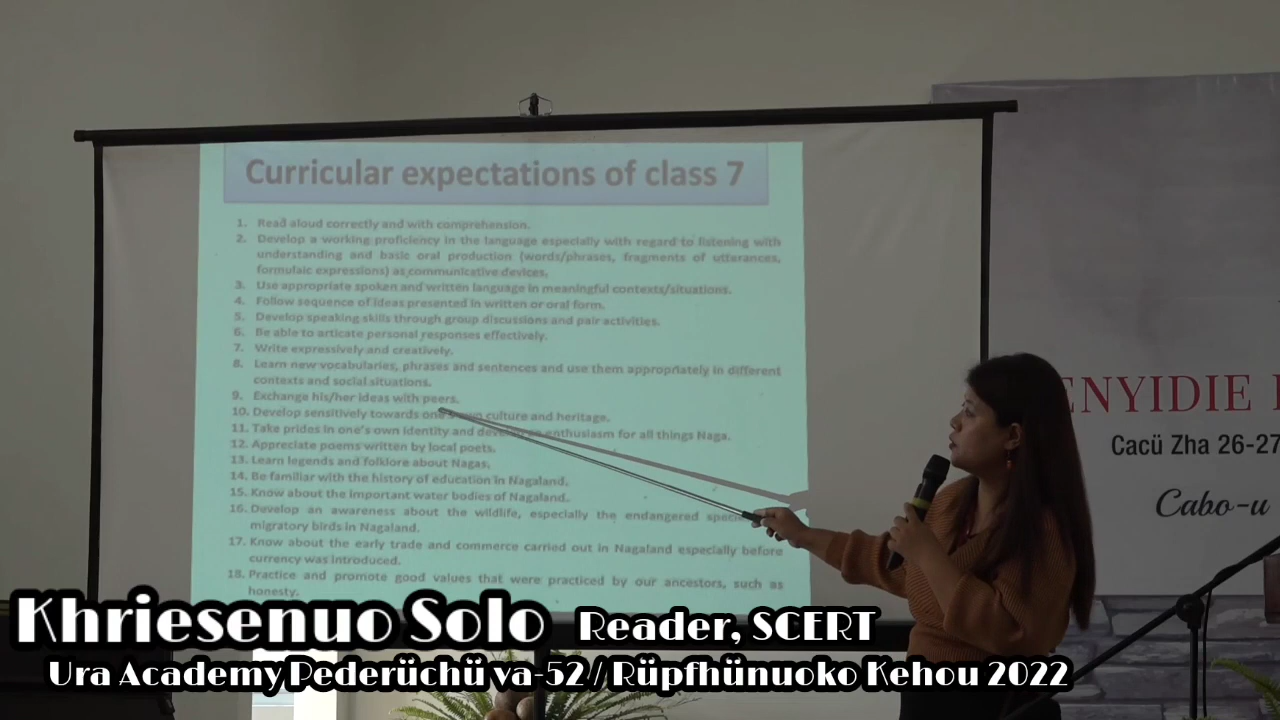 Curricular expectations of class 7
1. Read aloud correctly and with comprehension.
2. Develop a working proficiency in the language especially with regard to listening with
understanding and basic oral production (words/phrases, fragments of utterances,
formulaic expressions) as communicative devices.
3. Use appropriate spoken and written language in meaningful contexts/situations.
4. Follow sequence of ideas presented in written or oral form.
5. Develop speaking skills through group discussions and pair activities.
6. Be able to articate personal responses effectively.
7. Write expressively and creatively.
8. Learn new vocabularies, phrases and sentences and use them appropriately in different
contexts and social situations.
9. Exchange his/her ideas with peers.
10. Develop sensitively towards one's own culture and heritage.
11. Take prides in one's own identity and develop an enthusiasm for all things Naga.
12. Appreciate poems written by local poets.
13. Learn legends and folklore about Nagas.
14. Be familiar with the history of education in Nagaland.
15. Know about the important water bodies of Nagaland.
16. Develop an awareness about the wildlife, especially the endangered
migratory birds in Nagaland.
17. Know about the early trade and commerce carried out in Nagaland especially before
currency was introduced.
18. Practice and promote good values that were practiced by our ancestors, such as
honesty.
ENYIDIE
Cacü Zha 26-27
Cabo-u
Khriesenuo Solo Reader, SCERT
Ura Academy Pederüchü va-52 / Rüpfhünuoko Kehou 2022